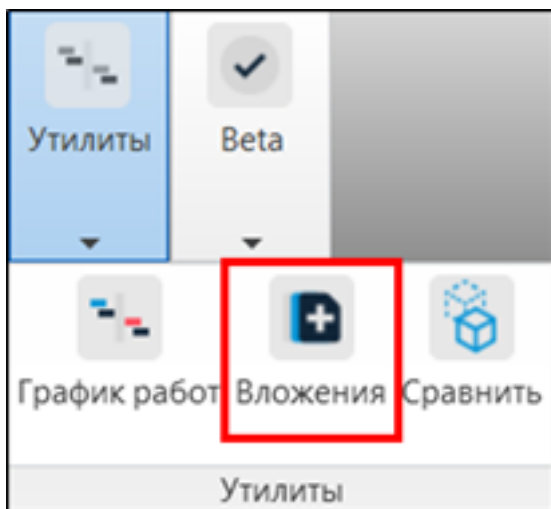 Утилиты Beta
График работ Вложения Сравнить
Утилиты